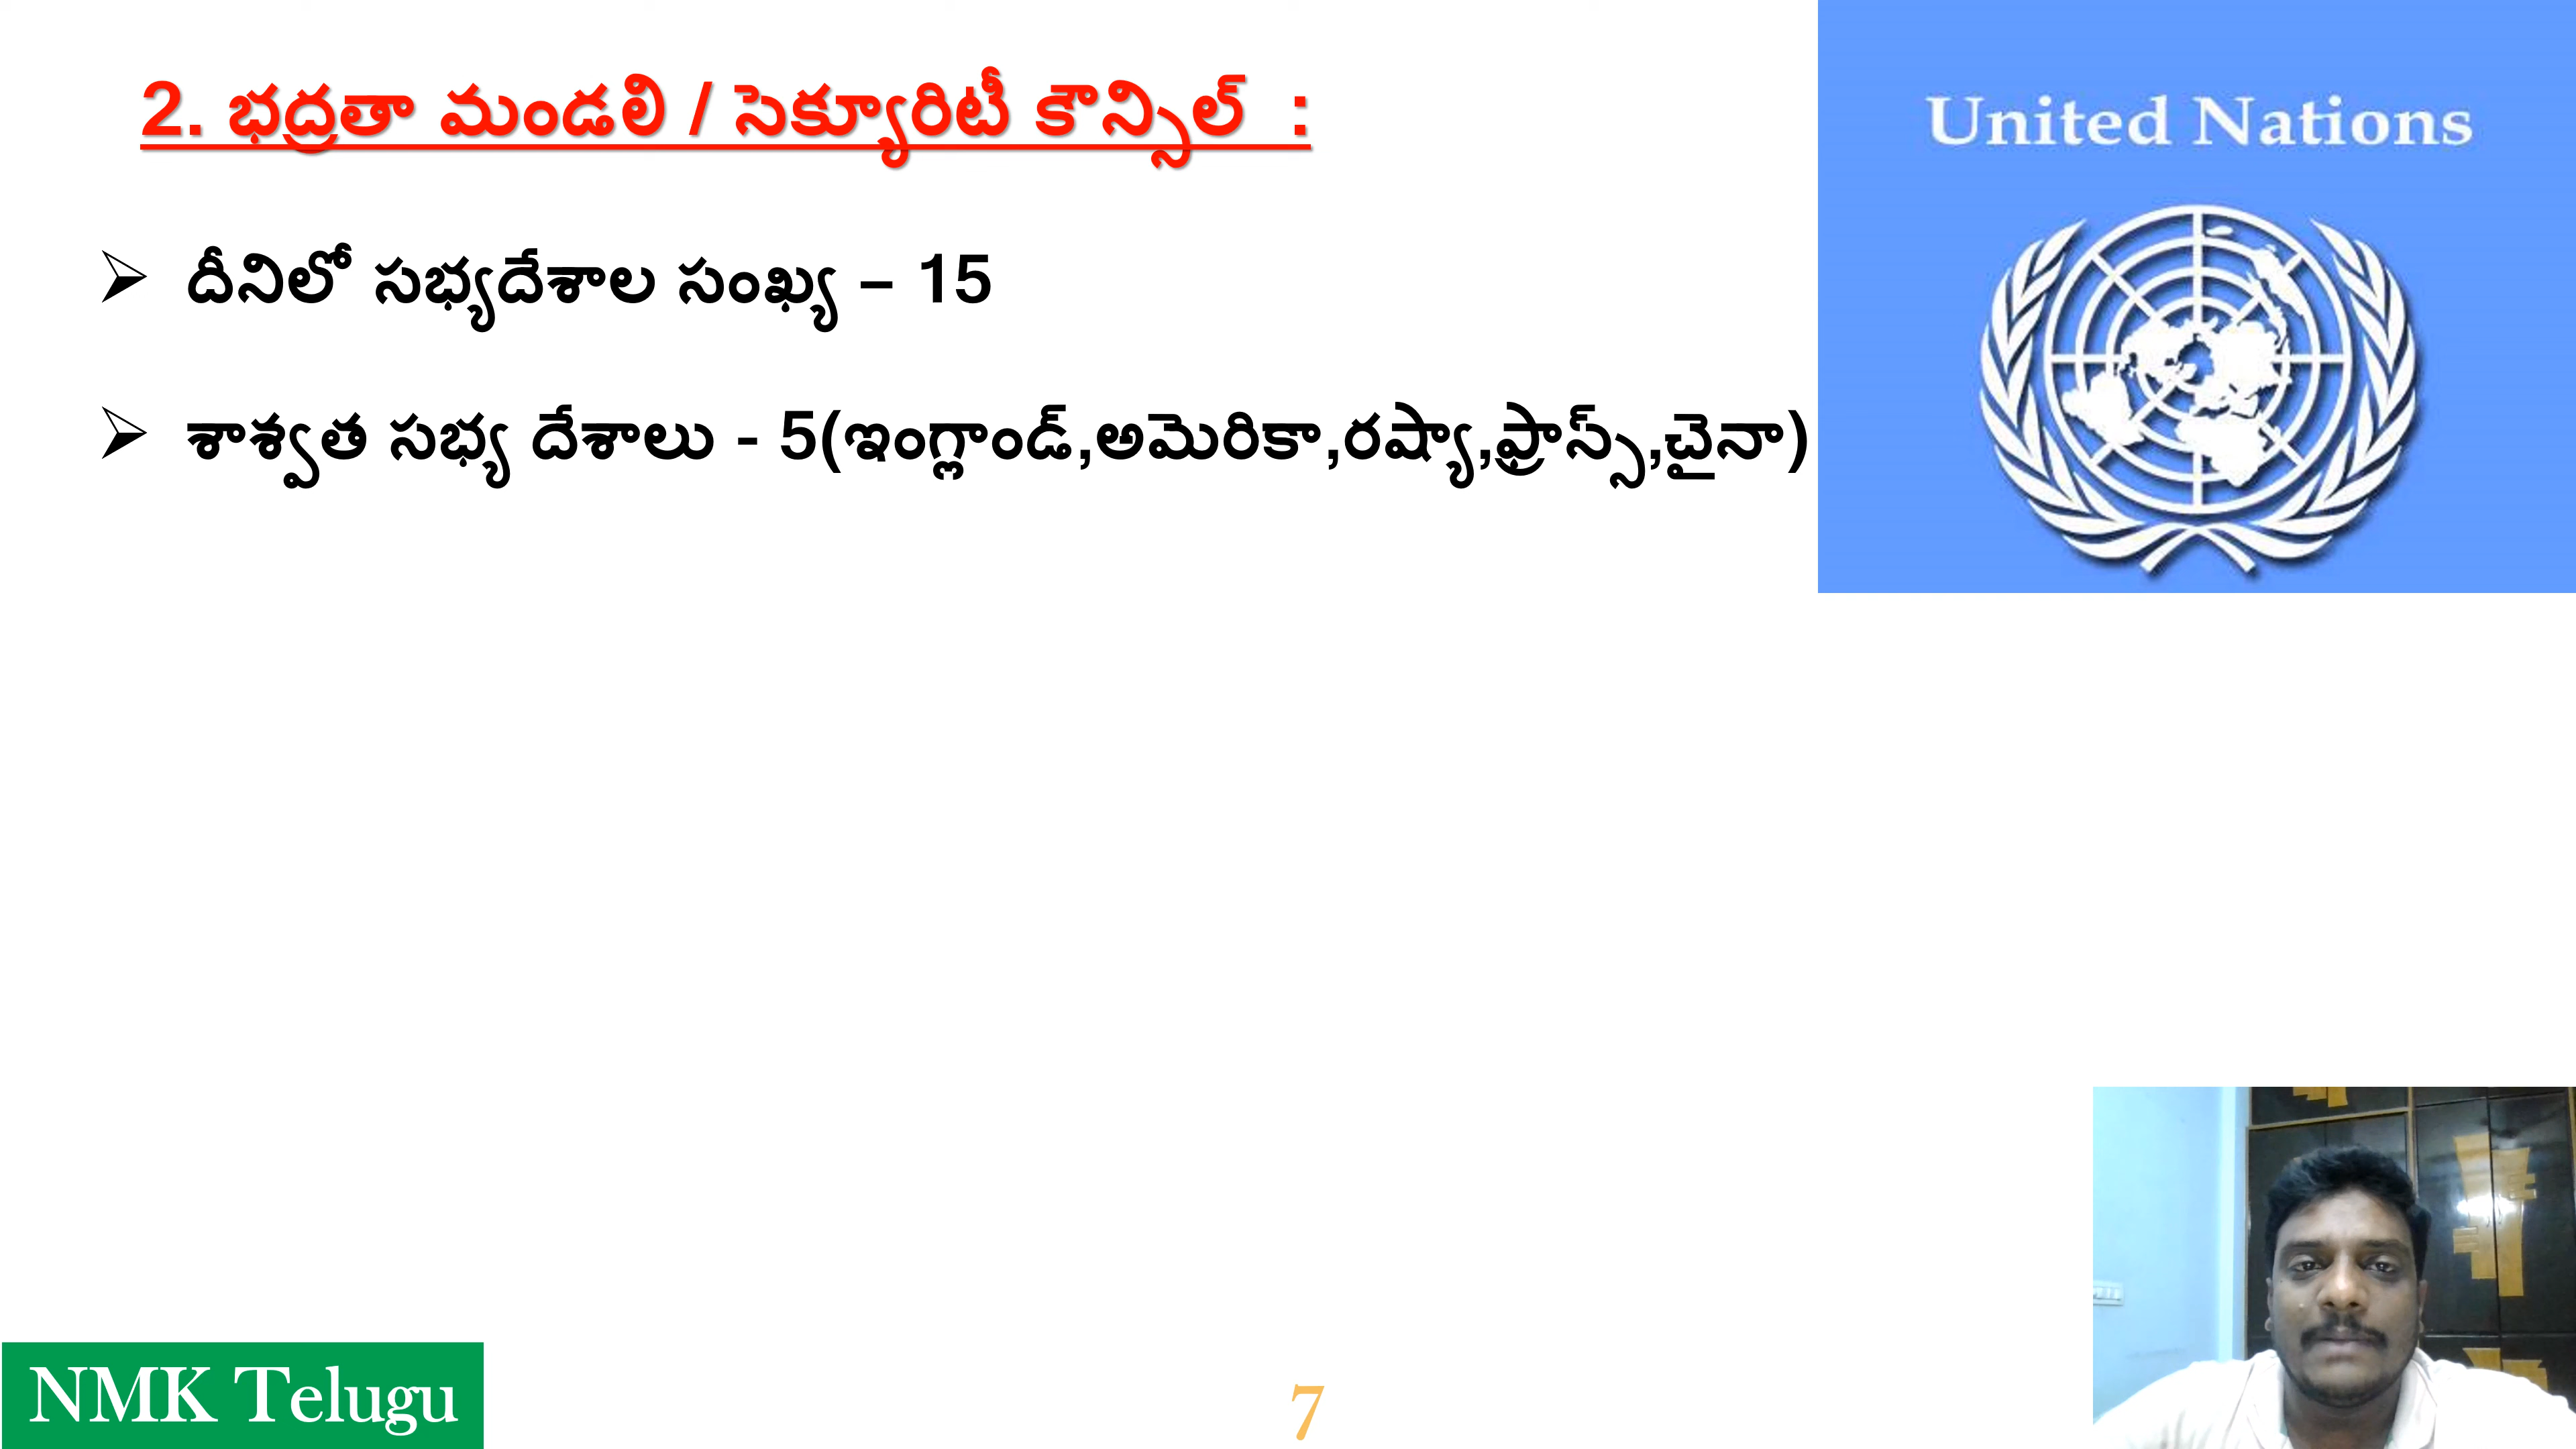 2. భద్రతా మండలి / సెక్యూరిటీ కౌన్సిల్ :
United Nations
➢ దీనిలో సభ్యదేశాల సంఖ్య – 15
➢ శాశ్వత సభ్య దేశాలు - 5(ఇంగ్లాండ్,అమెరికా,రష్యా,ఫ్రాన్స్స,చైనా)
NMK Telugu
7